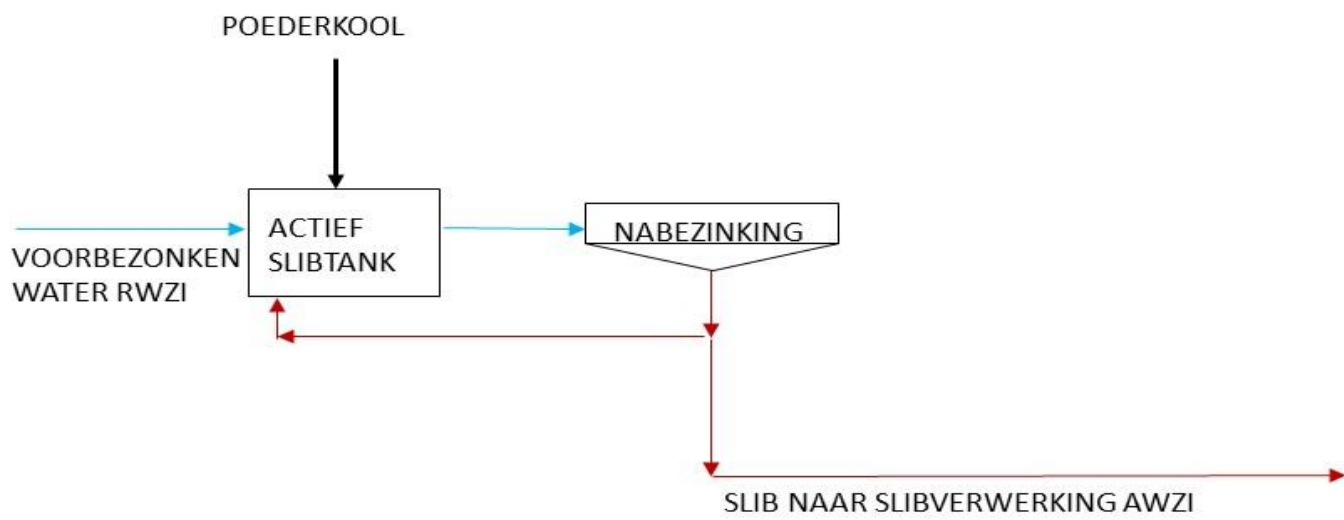 POEDERKOOL
ACTIEF
SLIBTANK
NABEZINKING
VOORBEZONKEN
WATER RWZI
SLIB NAAR SLIBVERWERKING AWZI